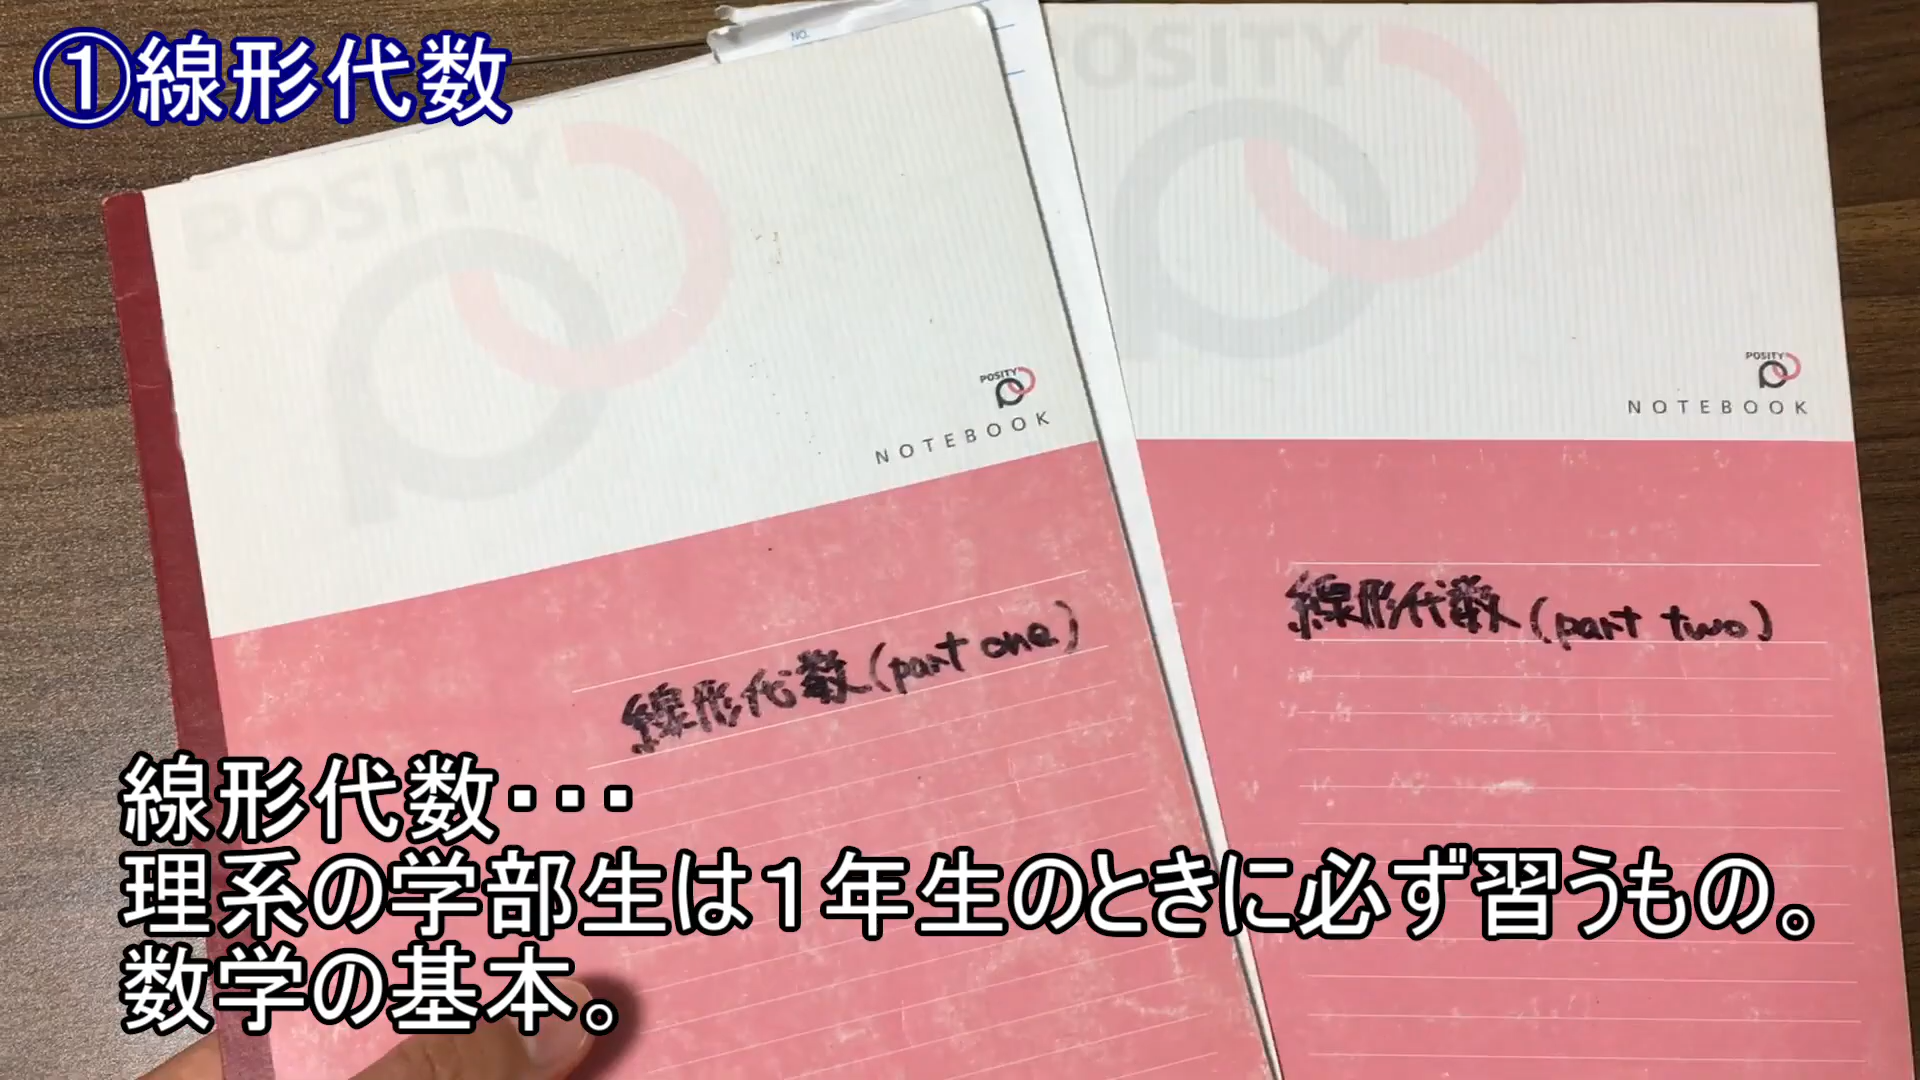 ①線形代数
NO.
POSITY
POSITY
POSITY
NOTEBOOK
POSITY
NOTEBOOK
線形代数(part one)
線形代数(part two)
線形代数・・・
理系の学部生は１年生のときに必ず習うもの。
数学の基本。